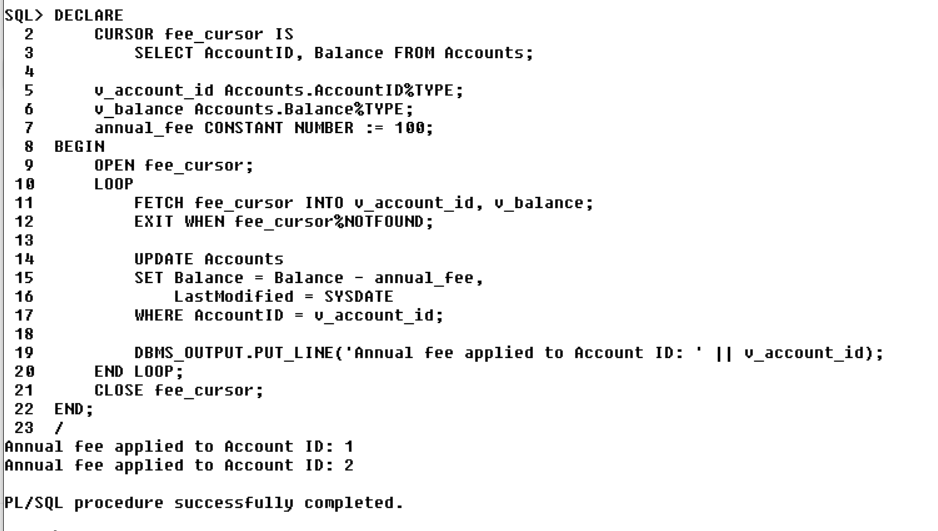 SQL> DECLARE
  2      CURSOR fee_cursor IS
  3          SELECT AccountID, Balance FROM Accounts;
  4
  5      v_account_id Accounts.AccountID%TYPE;
  6      v_balance Accounts.Balance%TYPE;
  7      annual_fee CONSTANT NUMBER := 100;
  8  BEGIN
  9      OPEN fee_cursor;
 10      LOOP
 11          FETCH fee_cursor INTO v_account_id, v_balance;
 12          EXIT WHEN fee_cursor%NOTFOUND;
 13
 14          UPDATE Accounts
 15          SET Balance = Balance - annual_fee,
 16              LastModified = SYSDATE
 17          WHERE AccountID = v_account_id;
 18
 19          DBMS_OUTPUT.PUT_LINE('Annual fee applied to Account ID: ' || v_account_id);
 20      END LOOP;
 21      CLOSE fee_cursor;
 22  END;
 23  /
Annual fee applied to Account ID: 1
Annual fee applied to Account ID: 2

PL/SQL procedure successfully completed.